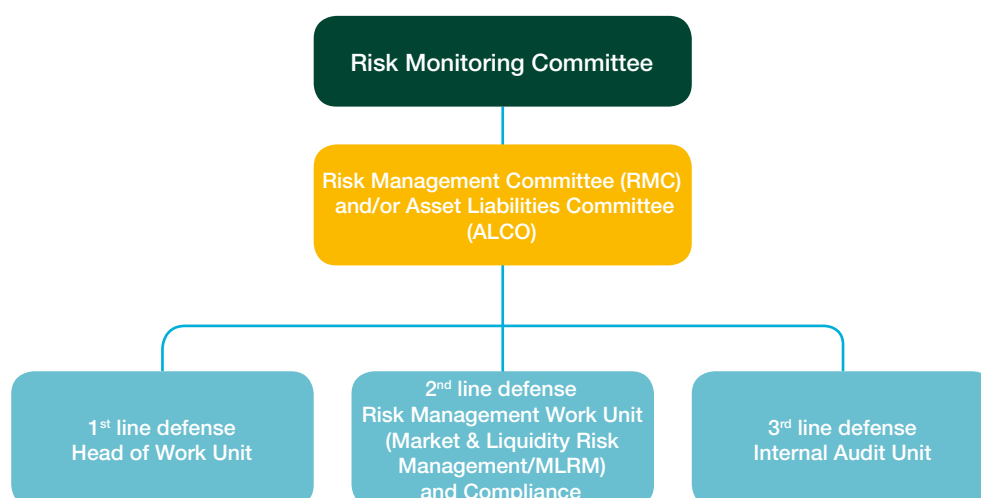 Risk Monitoring Committee
Risk Management Committee (RMC)
and/or Asset Liabilities Committee
(ALCO)
1st line defense
Head of Work Unit
2nd line defense
Risk Management Work Unit
(Market & Liquidity Risk
Management/MLRM)
and Compliance
3rd line defense
Internal Audit Unit